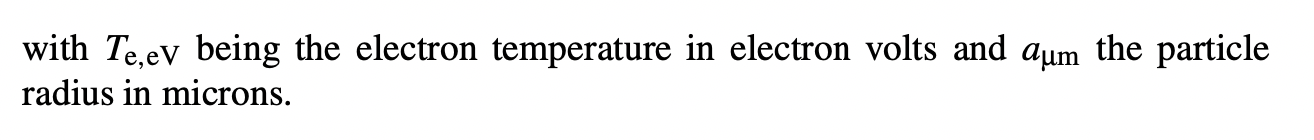 with Te,eV being the electron temperature in electron volts and aμm the particle
radius in microns.